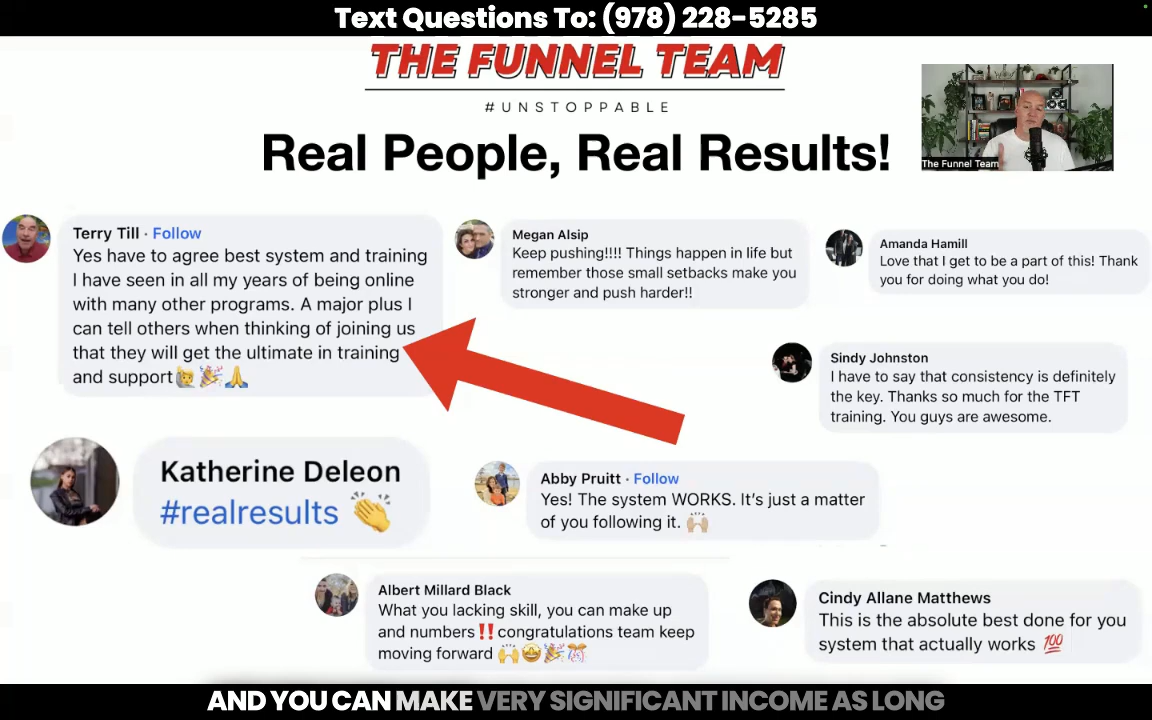 Text Questions To: (978) 228-5285
THE FUNNEL TEAM
#UNSTOPPABLE
Real People, Real Results!
The Funnel Team
Terry Till · Follow
Yes have to agree best system and training
I have seen in all my years of being online
with many other programs. A major plus I
can tell others when thinking of joining us
that they will get the ultimate in training
and support🙋🎉🙏
Megan Alsip
Keep pushing!!!! Things happen in life but
remember those small setbacks make you
stronger and push harder!!
Amanda Hamill
Love that I get to be a part of this! Thank
you for doing what you do!
Sindy Johnston
I have to say that consistency is definitely
the key. Thanks so much for the TFT
training. You guys are awesome.
Katherine Deleon
#realresults 👏
Abby Pruitt · Follow
Yes! The system WORKS. It's just a matter
of you following it. 🙌🏼
Albert Millard Black
What you lacking skill, you can make up
and numbers‼️congratulations team keep
moving forward 🙌🤩🎉🎊
Cindy Allane Matthews
This is the absolute best done for you
system that actually works 💯
AND YOU CAN MAKE VERY SIGNIFICANT INCOME AS LONG